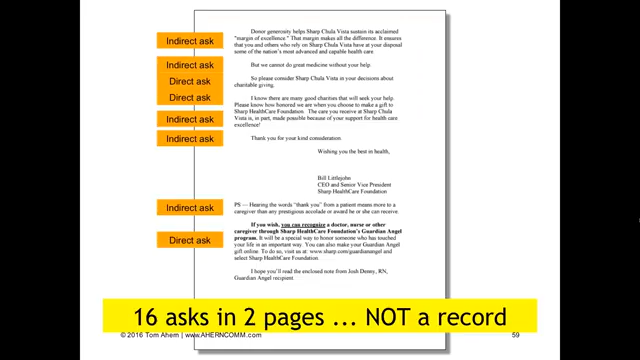 Donor generosity helps Sharp Chula Vista sustain its acclaimed
"margin of excellence." That margin makes all the difference. It ensures
that you and others who rely on Sharp Chula Vista have at your disposal
some of the nation's most advanced and capable health care.
Indirect ask
But we cannot do great medicine without your help.
Indirect ask
So please consider Sharp Chula Vista in your decisions about
charitable giving.
Direct ask
I know there are many good charities that will seek your help.
Please know how honored we are when you choose to make a gift to
Sharp HealthCare Foundation. The care you receive at Sharp Chula
Vista is, in part, made possible because of your support for health care
excellence!
Direct ask
Indirect ask
Thank you for your kind consideration.
Indirect ask
Wishing you the best in health,
Bill Littlejohn
CEO and Senior Vice President
Sharp HealthCare Foundation
PS — Hearing the words "thank you" from a patient means more to a
caregiver than any prestigious accolade or award he or she can receive.
Indirect ask
If you wish, you can recognize a doctor, nurse or other
caregiver through Sharp HealthCare Foundation's Guardian Angel
program. It will be a special way to honor someone who has touched
your life in an important way. You can also make your Guardian Angel
gift online. To do so, visit us at: www.sharp.com/guardianangel and
select Sharp HealthCare Foundation.
Direct ask
I hope you'll read the enclosed note from Josh Denny, RN,
Guardian Angel recipient.
16 asks in 2 pages ... NOT a record
© 2016 Tom Ahern • www.AHERNCOMM.com
59